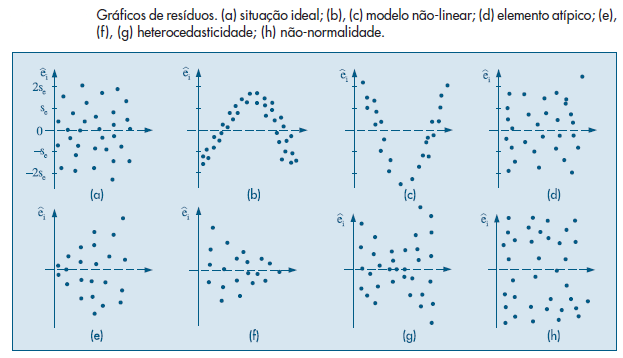 Gráficos de resíduos. (a) situação ideal; (b), (c) modelo não-linear; (d) elemento atípico; (e),
(f), (g) heterocedasticidade; (h) não-normalidade.
êᵢ êᵢ êᵢ êᵢ
2sₑ
sₑ
0
–sₑ
–2sₑ
(a) (b) (c) (d)
êᵢ êᵢ êᵢ êᵢ
(e) (f) (g) (h)